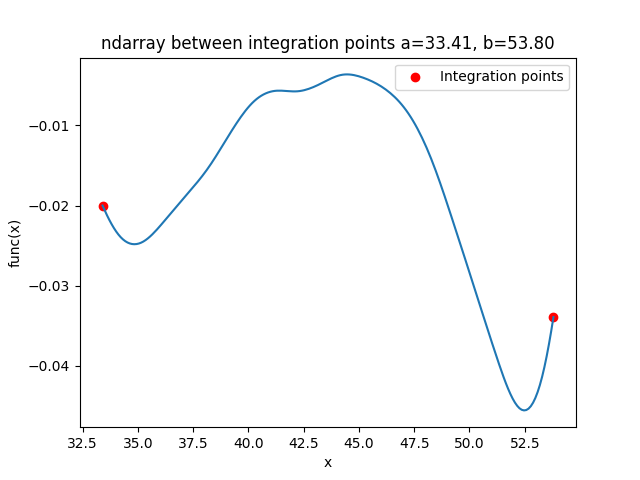 ndarray between integration points a=33.41, b=53.80
Integration points
−0.01
−0.02
−0.03
−0.04
func(x)
32.5 35.0 37.5 40.0 42.5 45.0 47.5 50.0 52.5
x